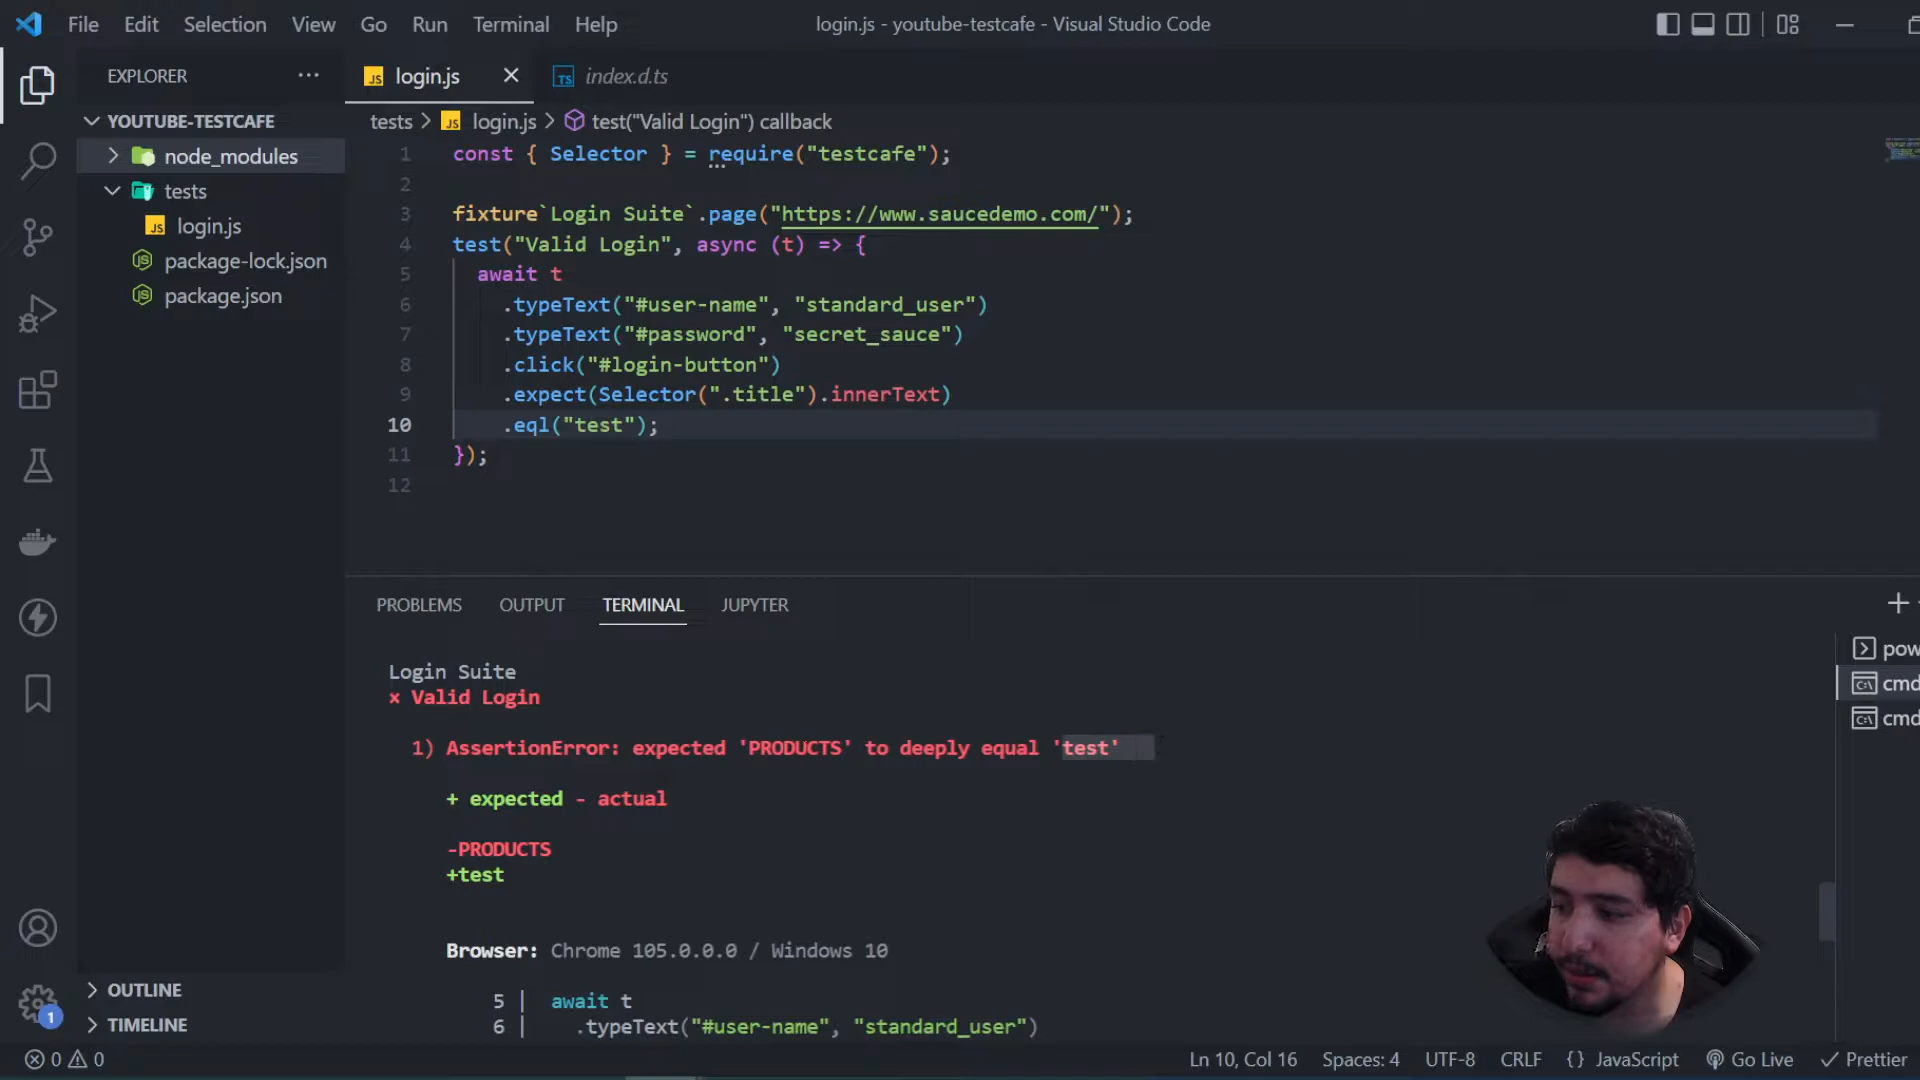 File Edit Selection View Go Run Terminal Help
login.js - youtube-testcafe - Visual Studio Code
EXPLORER
login.js
index.d.ts
YOUTUBE-TESTCAFE
node_modules
tests
login.js
package-lock.json
package.json
OUTLINE
TIMELINE
tests > login.js > test("Valid Login") callback
1 const { Selector } = require("testcafe");
2
3 fixture`Login Suite`.page("https://www.saucedemo.com/");
4 test("Valid Login", async (t) => {
5 await t
6 .typeText("#user-name", "standard_user")
7 .typeText("#password", "secret_sauce")
8 .click("#login-button")
9 .expect(Selector(".title").innerText)
10 .eql("test");
11 });
12
PROBLEMS OUTPUT TERMINAL JUPYTER
Login Suite
× Valid Login
1) AssertionError: expected 'PRODUCTS' to deeply equal 'test'
+ expected - actual
-PRODUCTS
+test
Browser: Chrome 105.0.0.0 / Windows 10
5 | await t
6 | .typeText("#user-name", "standard_user")
pow
cmd
cmd
1
0 0
Ln 10, Col 16 Spaces: 4 UTF-8 CRLF {} JavaScript Go Live Prettier